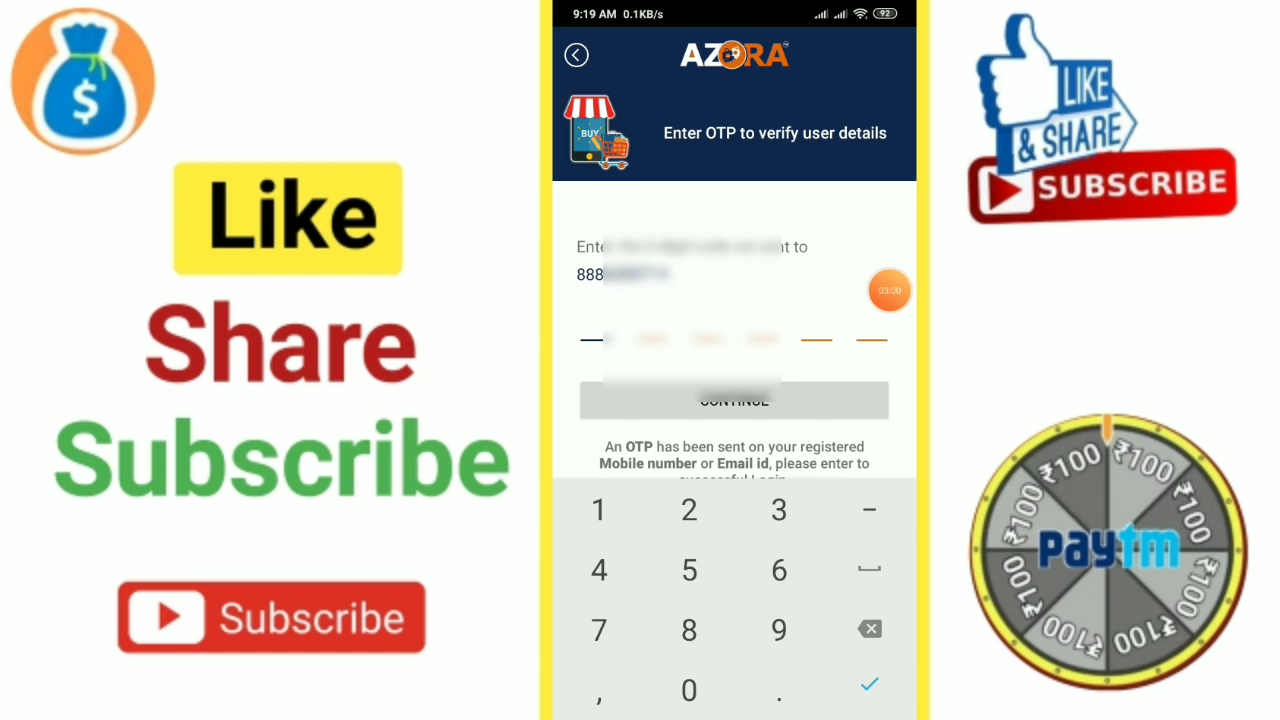 9:19 AM 0.1KB/s
92
AZORA
BUY
Enter OTP to verify user details
Like
Share
Subscribe
Subscribe
LIKE
& SHARE
SUBSCRIBE
to
888
03:00
CONTINUE
An OTP has been sent on your registered
Mobile number or Email id, please enter to
1 2 3 –
4 5 6
7 8 9
, 0 .
₹100
₹100
₹100
₹100
₹100
₹100
₹100
₹100
paytm